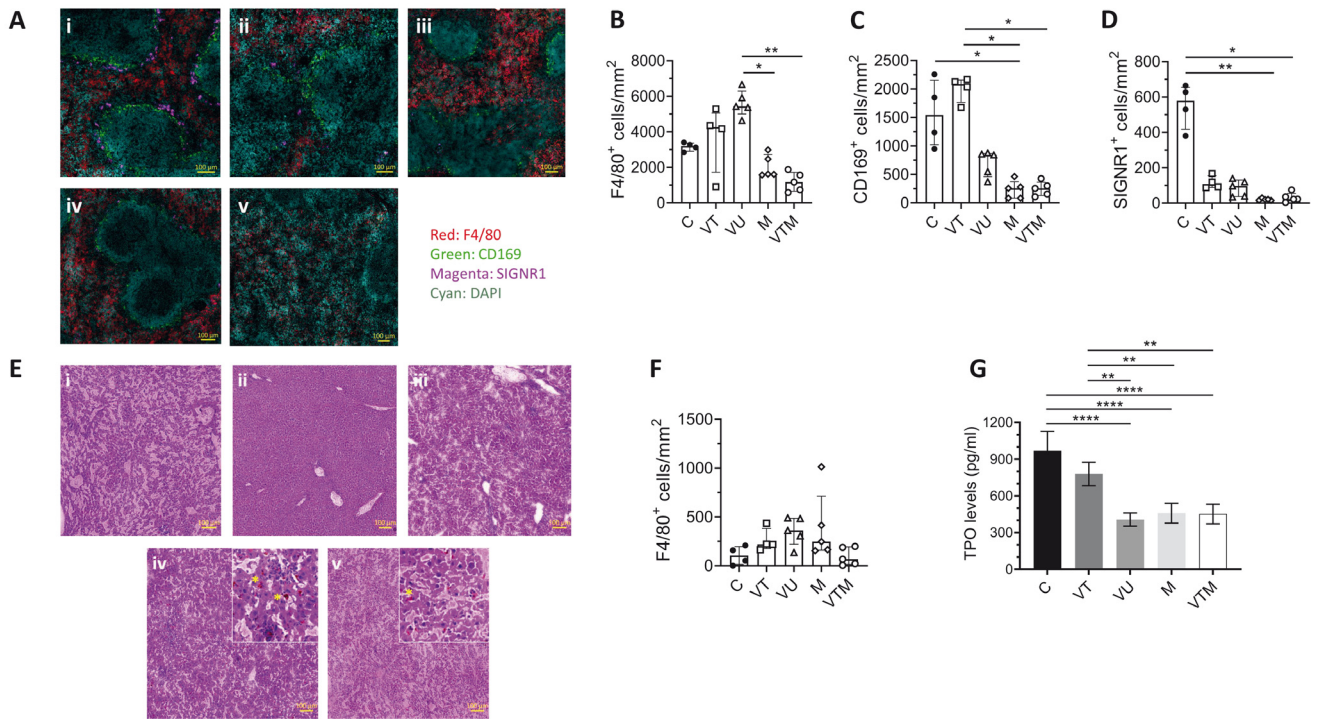 A
i
ii
iii
100 µm
100 µm
100 µm
iv
v
100 µm
100 µm
Red: F4/80
Green: CD169
Magenta: SIGNR1
Cyan: DAPI
B
F4/80+ cells/mm2
8000
6000
4000
2000
0
**
*
C
VT
VU
M
VTM
C
CD169+ cells/mm2
2500
2000
1500
1000
500
0
*
*
*
C
VT
VU
M
VTM
D
SIGNR1+ cells/mm2
800
600
400
200
0
*
**
C
VT
VU
M
VTM
E
i
ii
iii
100 µm
100 µm
100 µm
iv
v
*
*
*
100 µm
100 µm
F
F4/80+ cells/mm2
1500
1000
500
0
C
VT
VU
M
VTM
G
TPO levels (pg/ml)
1200
900
600
300
0
**
**
**
****
****
****
C
VT
VU
M
VTM